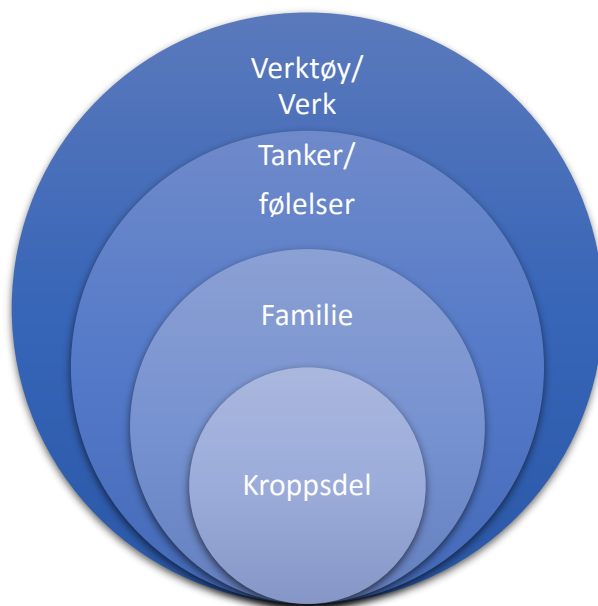 Verktøy/
Verk
Tanker/
følelser
Familie
Kroppsdel